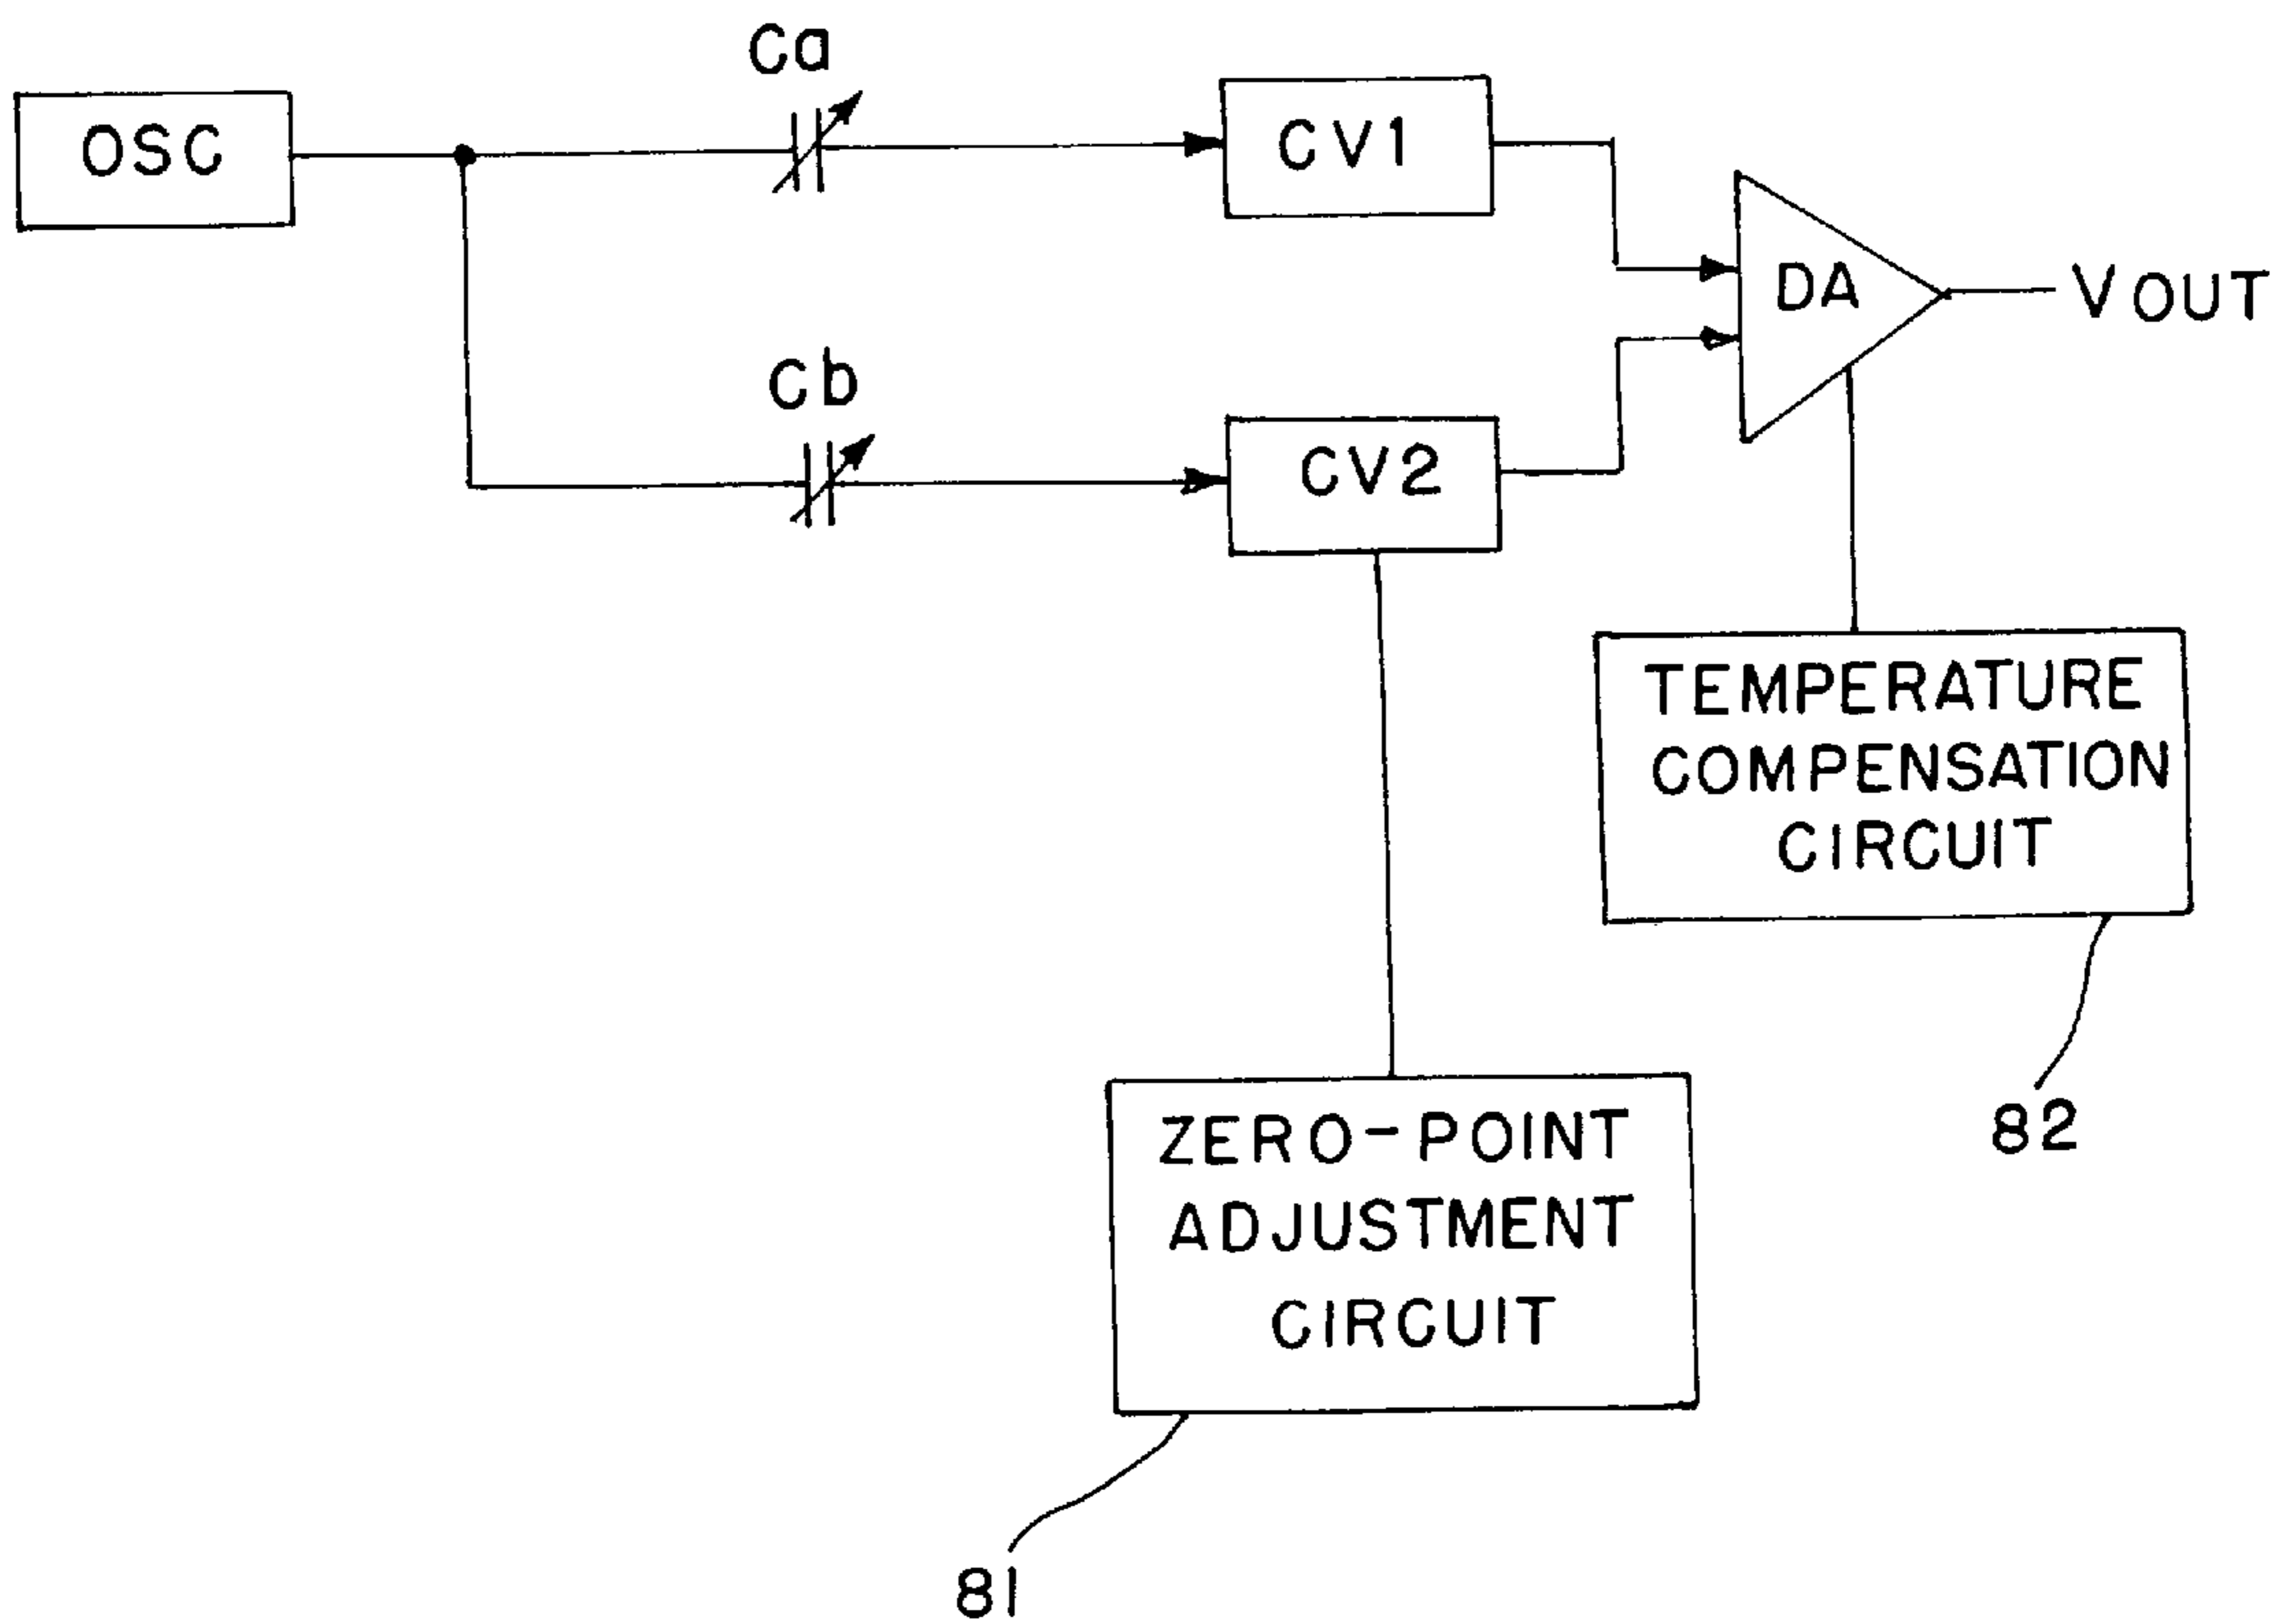 Ca
OSC
CV1
DA
VOUT
Cb
CV2
TEMPERATURE
COMPENSATION
CIRCUIT
82
ZERO-POINT
ADJUSTMENT
CIRCUIT
81